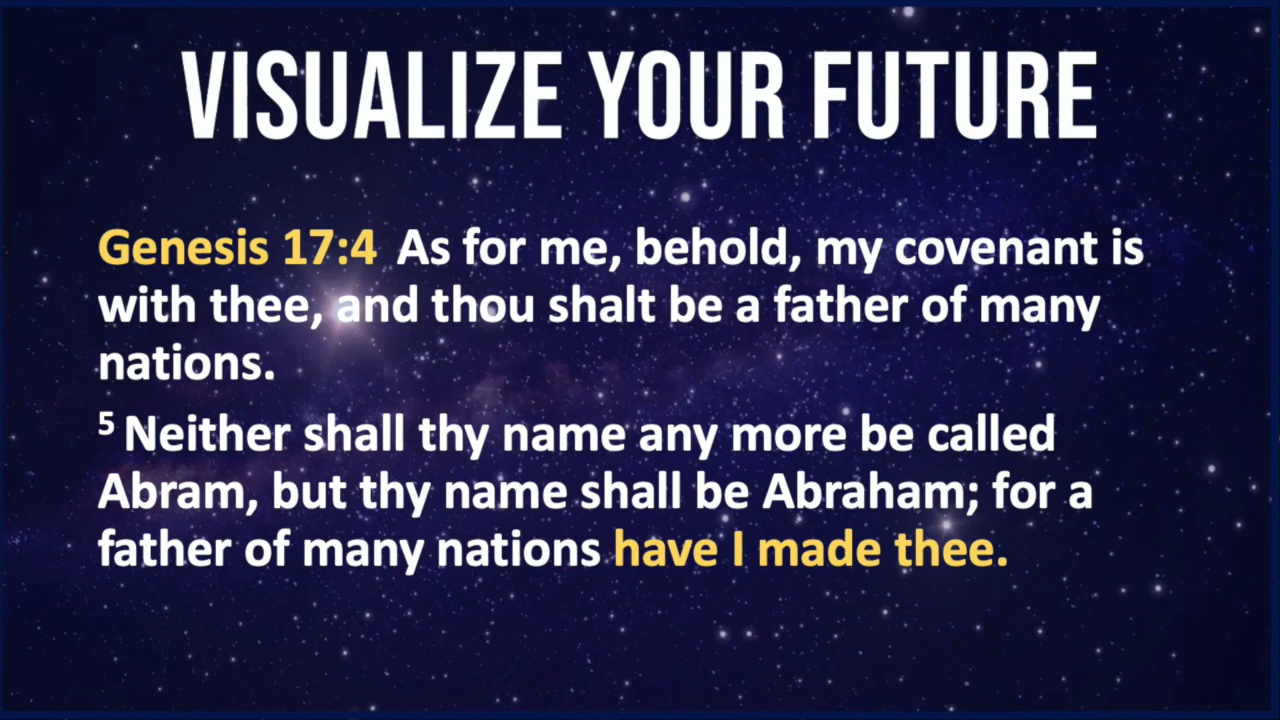 VISUALIZE YOUR FUTURE
Genesis 17:4 As for me, behold, my covenant is
with thee, and thou shalt be a father of many
nations.
5 Neither shall thy name any more be called
Abram, but thy name shall be Abraham; for a
father of many nations have I made thee.